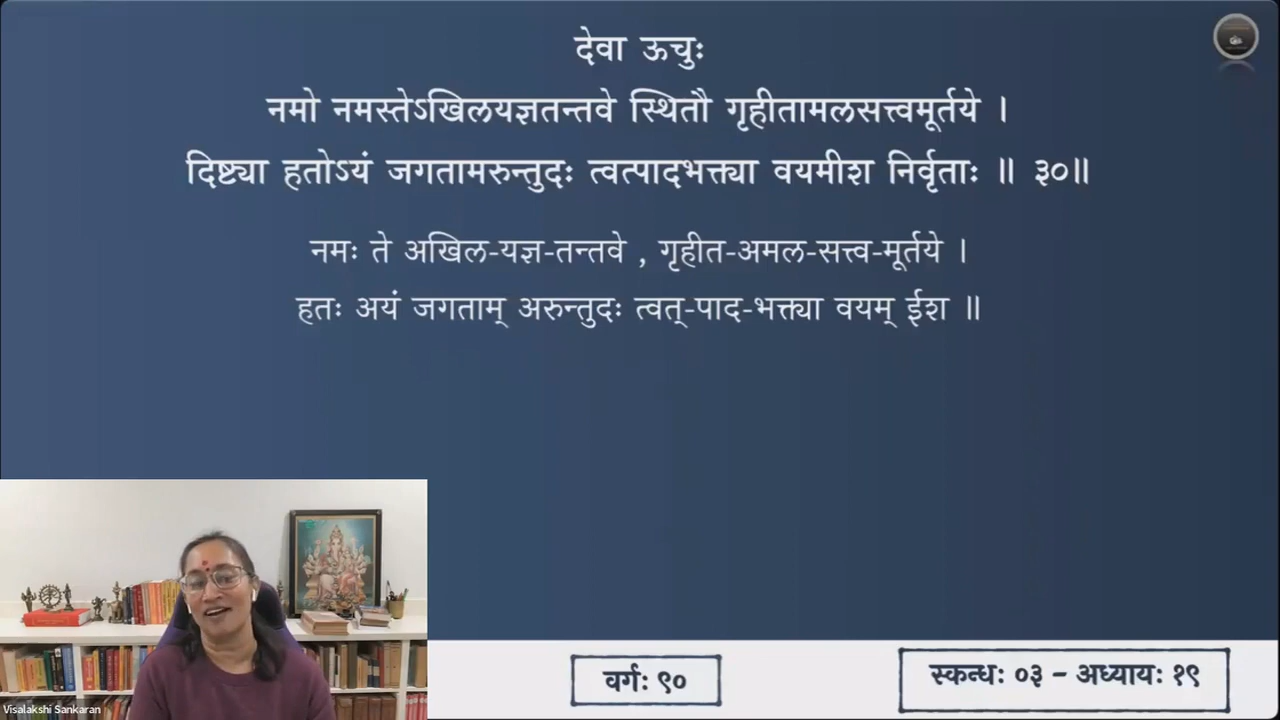 देवा ऊचुः
नमो नमस्तेऽखिलयज्ञतन्तवे स्थितौ गृहीतामलसत्त्वमूर्तये ।
दिष्ट्या हतोऽयं जगतामरुन्तुदः त्वत्पादभक्त्या वयमीश निर्वृताः ॥ ३०॥
नमः ते अखिल-यज्ञ-तन्तवे , गृहीत-अमल-सत्त्व-मूर्तये ।
हतः अयं जगताम् अरुन्तुदः त्वत्-पाद-भक्त्या वयम् ईश ॥
वर्गः ९०
स्कन्धः ०३ – अध्यायः १९
Visalakshi Sankaran